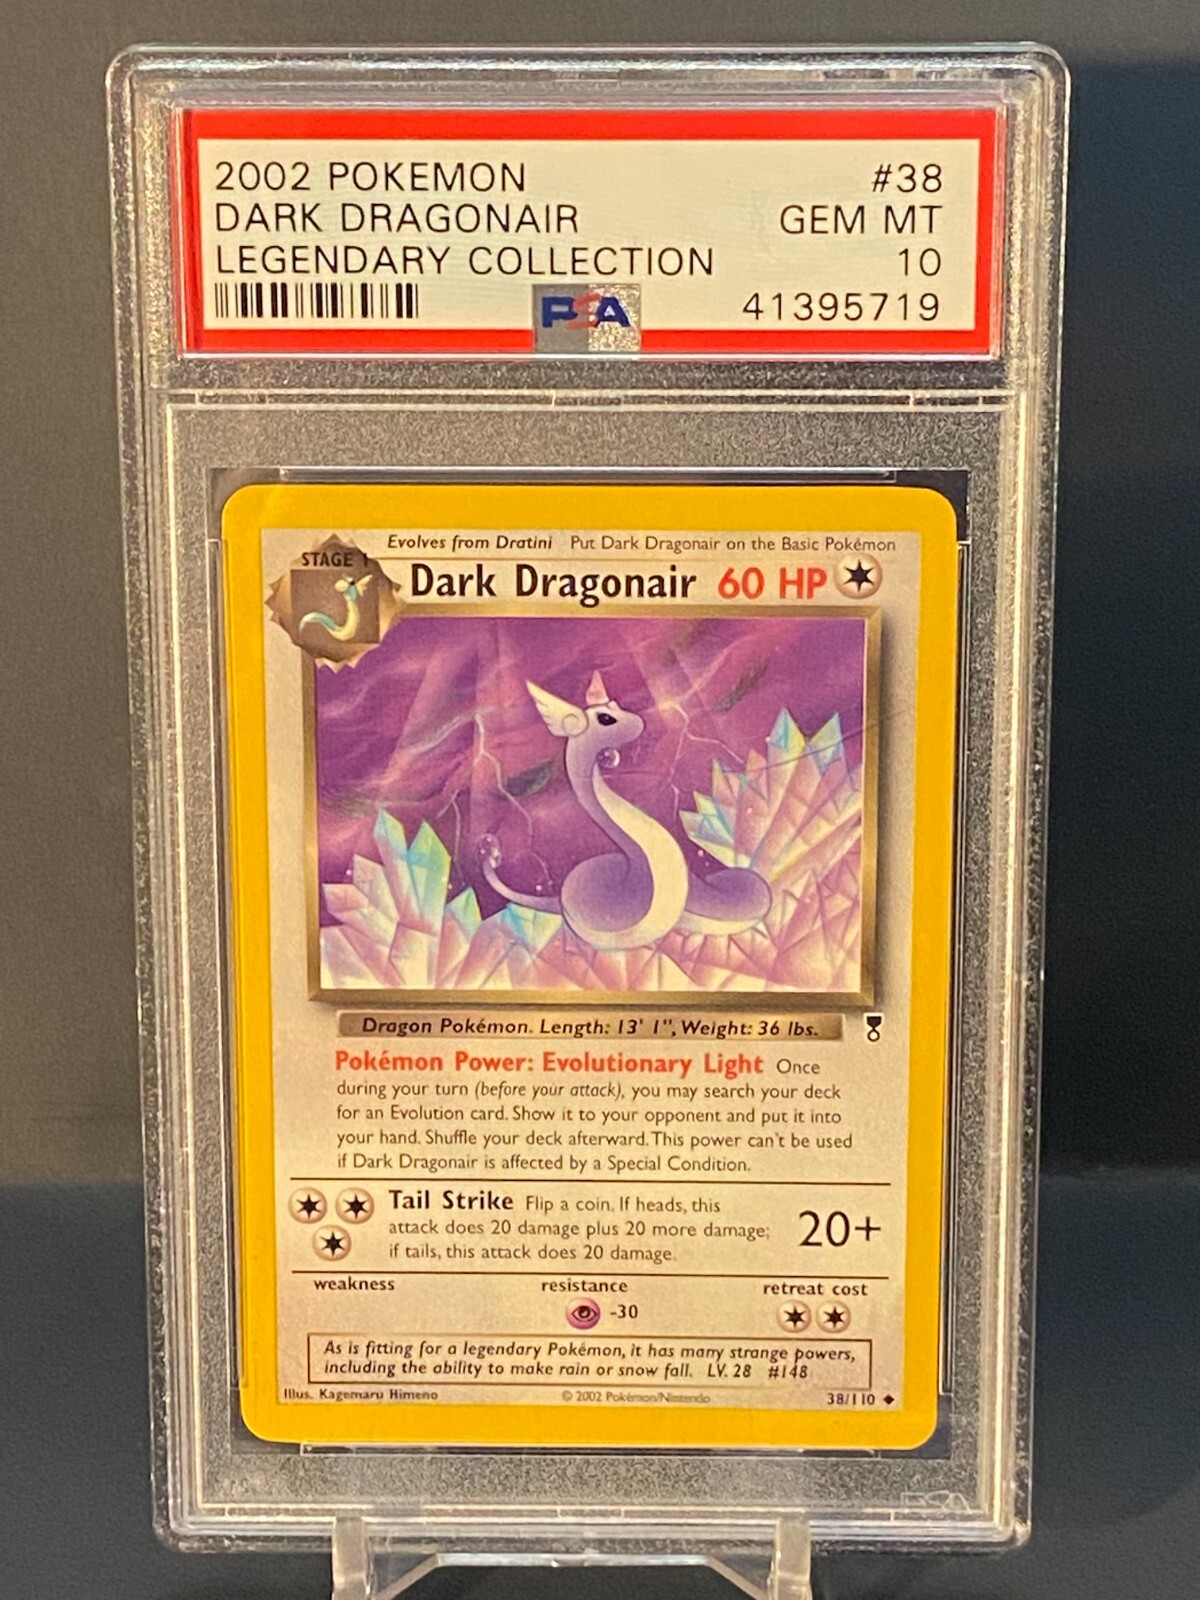 2002 POKEMON #38
DARK DRAGONAIR GEM MT
LEGENDARY COLLECTION 10
PSA 41395719
Evolves from Dratini Put Dark Dragonair on the Basic Pokémon
STAGE 1
Dark Dragonair 60 HP
Dragon Pokémon. Length: 13' 1", Weight: 36 lbs.
Pokémon Power: Evolutionary Light Once
during your turn (before your attack), you may search your deck
for an Evolution card. Show it to your opponent and put it into
your hand. Shuffle your deck afterward. This power can't be used
if Dark Dragonair is affected by a Special Condition.
Tail Strike Flip a coin. If heads, this
attack does 20 damage plus 20 more damage;
if tails, this attack does 20 damage.
20+
weakness resistance retreat cost
-30
As is fitting for a legendary Pokémon, it has many strange powers,
including the ability to make rain or snow fall. LV. 28 #148
Illus. Kagemaru Himeno © 2002 Pokémon/Nintendo 38/110
PSA